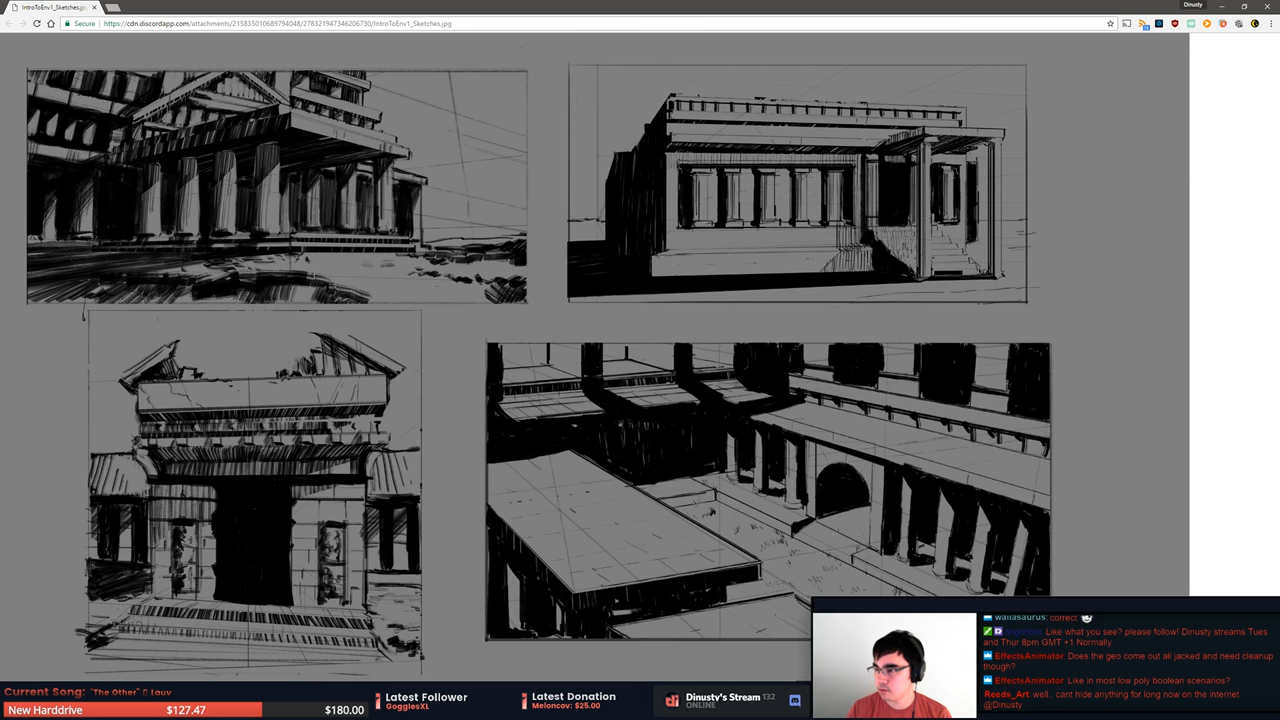 IntroToEnv1_Sketches.jpg
Dinusty
Secure
https://cdn.discordapp.com/attachments/215835010689794048/278321947346206730/IntroToEnv1_Sketches.jpg
wallasaurus: correct
Like what you see? please follow! Dinusty streams Tues
and Thur 8pm GMT +1 Normally.
EffectsAnimator: Does the geo come out all jacked and need cleanup
though?
EffectsAnimator: Like in most low poly boolean scenarios?
Reeds_Art: well.. cant hide anything for long now on the internet
@Dinusty
Current Song: "The Other" Lauv
New Harddrive $127.47 $180.00
Latest Follower
GogglesXL
Latest Donation
Meloncov: $25.00
Dinusty's Stream 132
ONLINE